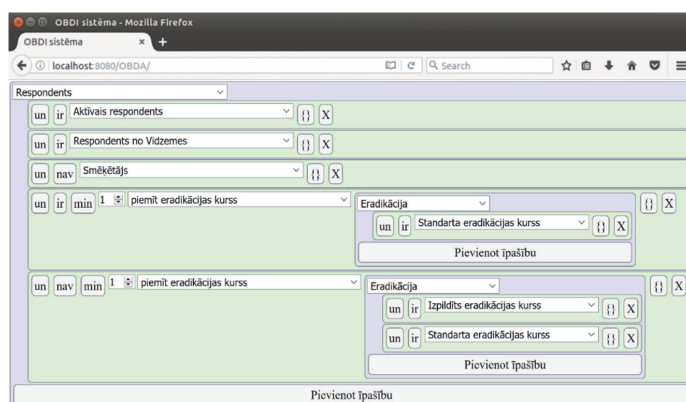 OBDI sistēma - Mozilla Firefox
OBDI sistēma × +
localhost:8080/OBDA/ Search
Respondents
un ir Aktīvais respondents {} X
un ir Respondents no Vidzemes {} X
un nav Smēķētājs {} X
un ir min 1 piemīt eradikācijas kurss Eradikācija {} X
un ir Standarta eradikācijas kurss {} X
Pievienot īpašību
un nav min 1 piemīt eradikācijas kurss Eradikācija {} X
un ir Izpildīts eradikācijas kurss {} X
un ir Standarta eradikācijas kurss {} X
Pievienot īpašību
Pievienot īpašību